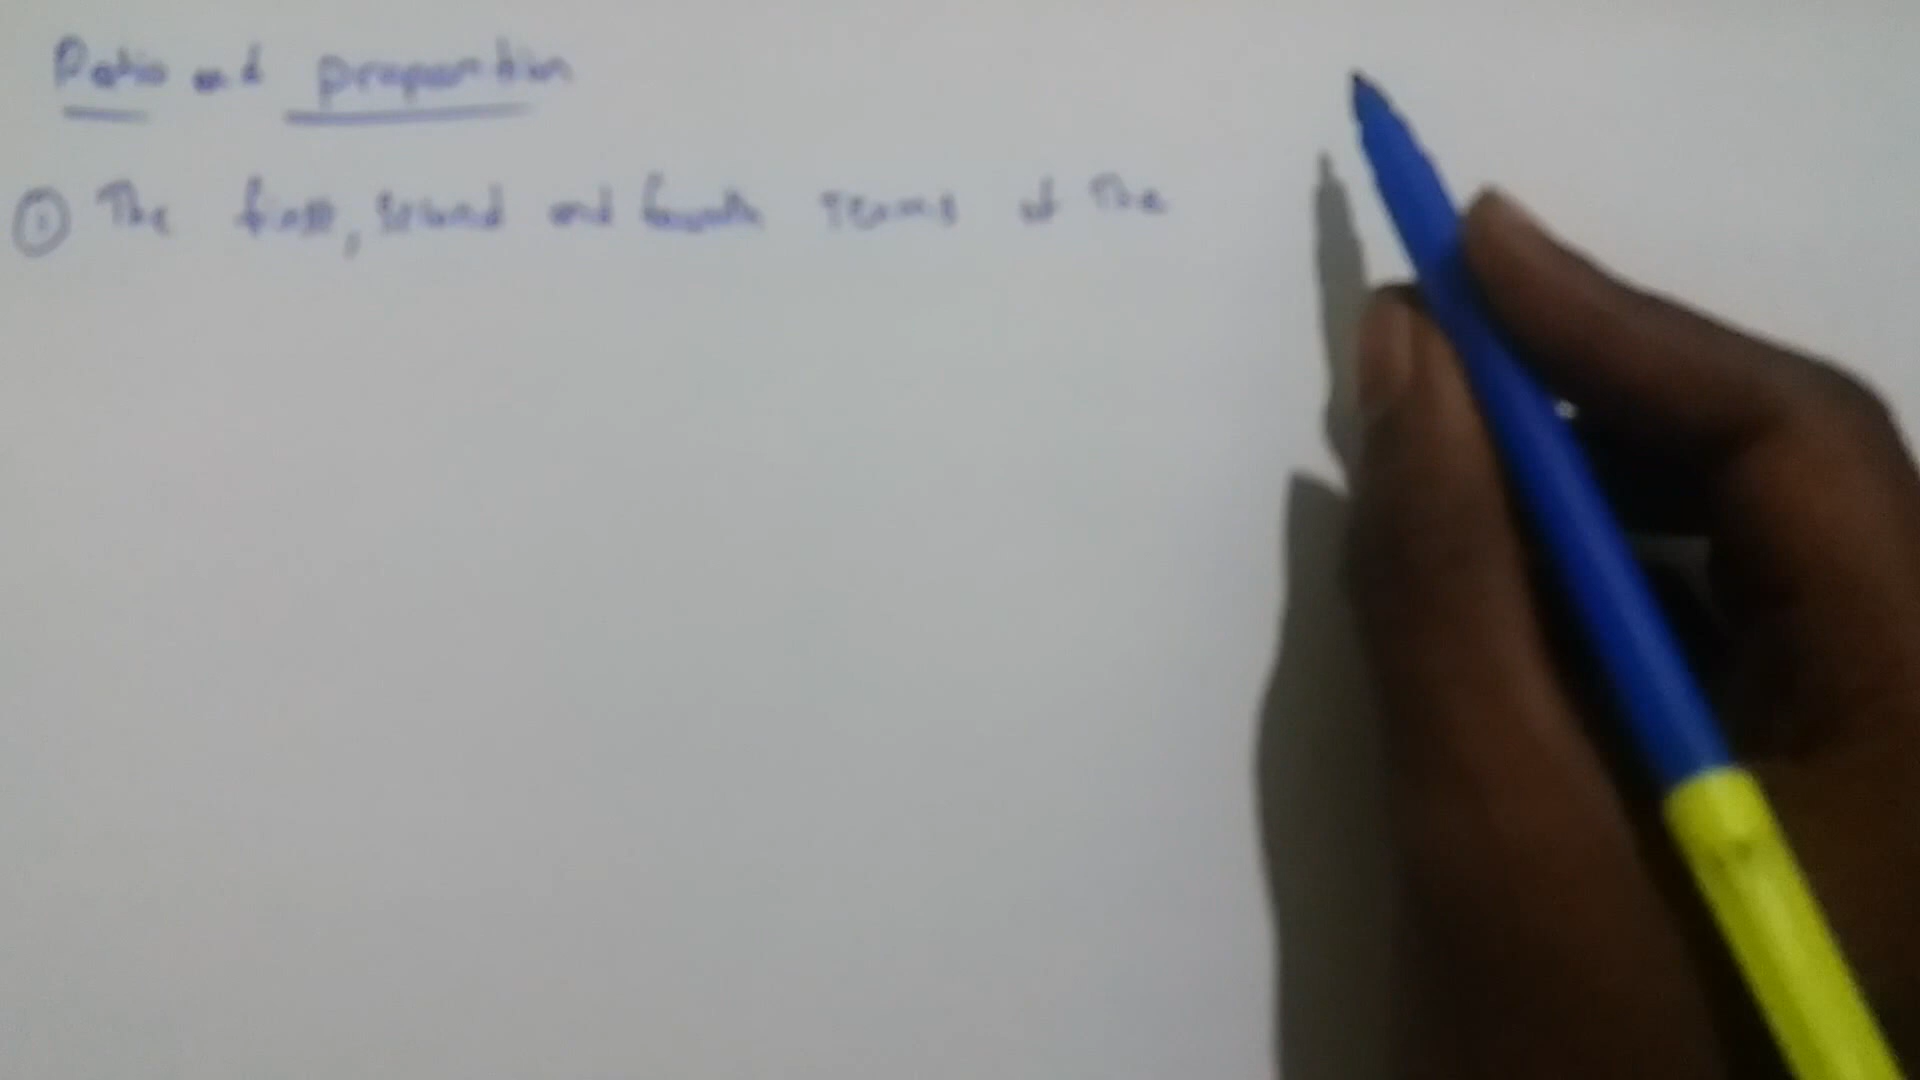 Ratio and proportion
① The first, second and fourth terms of the